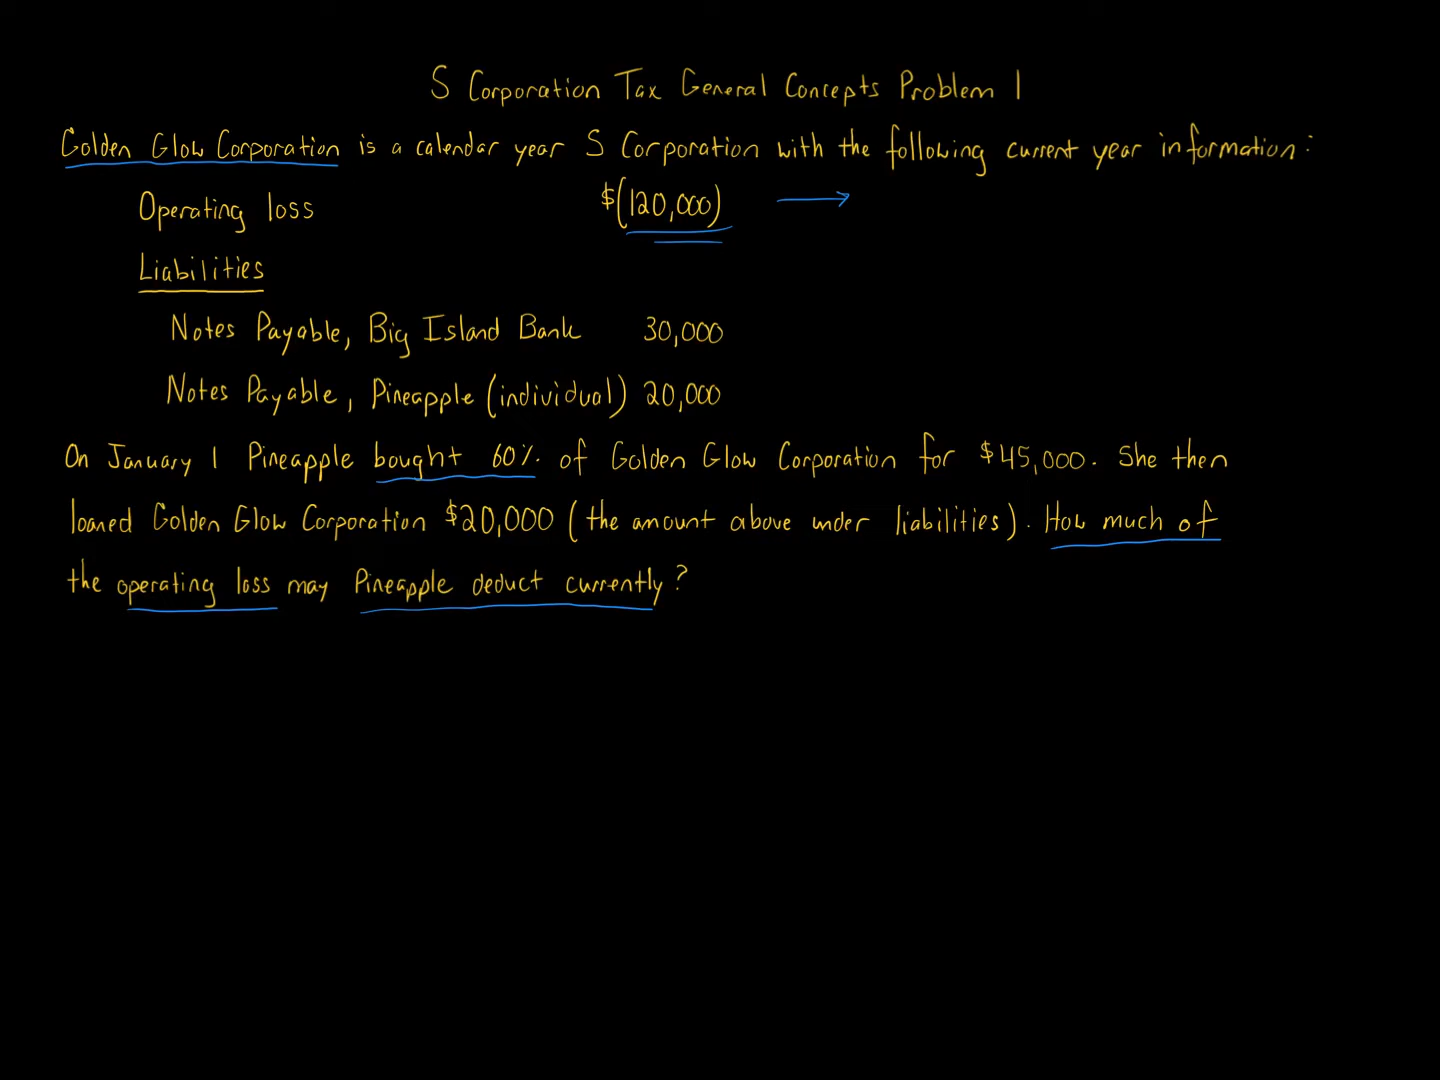 S Corporation Tax General Concepts Problem 1
Golden Glow Corporation is a calendar year S Corporation with the following current year information:
Operating loss $(120,000)
Liabilities
Notes Payable, Big Island Bank 30,000
Notes Payable, Pineapple (individual) 20,000
On January 1 Pineapple bought 60% of Golden Glow Corporation for $45,000. She then
loaned Golden Glow Corporation $20,000 (the amount above under liabilities). How much of
the operating loss may Pineapple deduct currently?